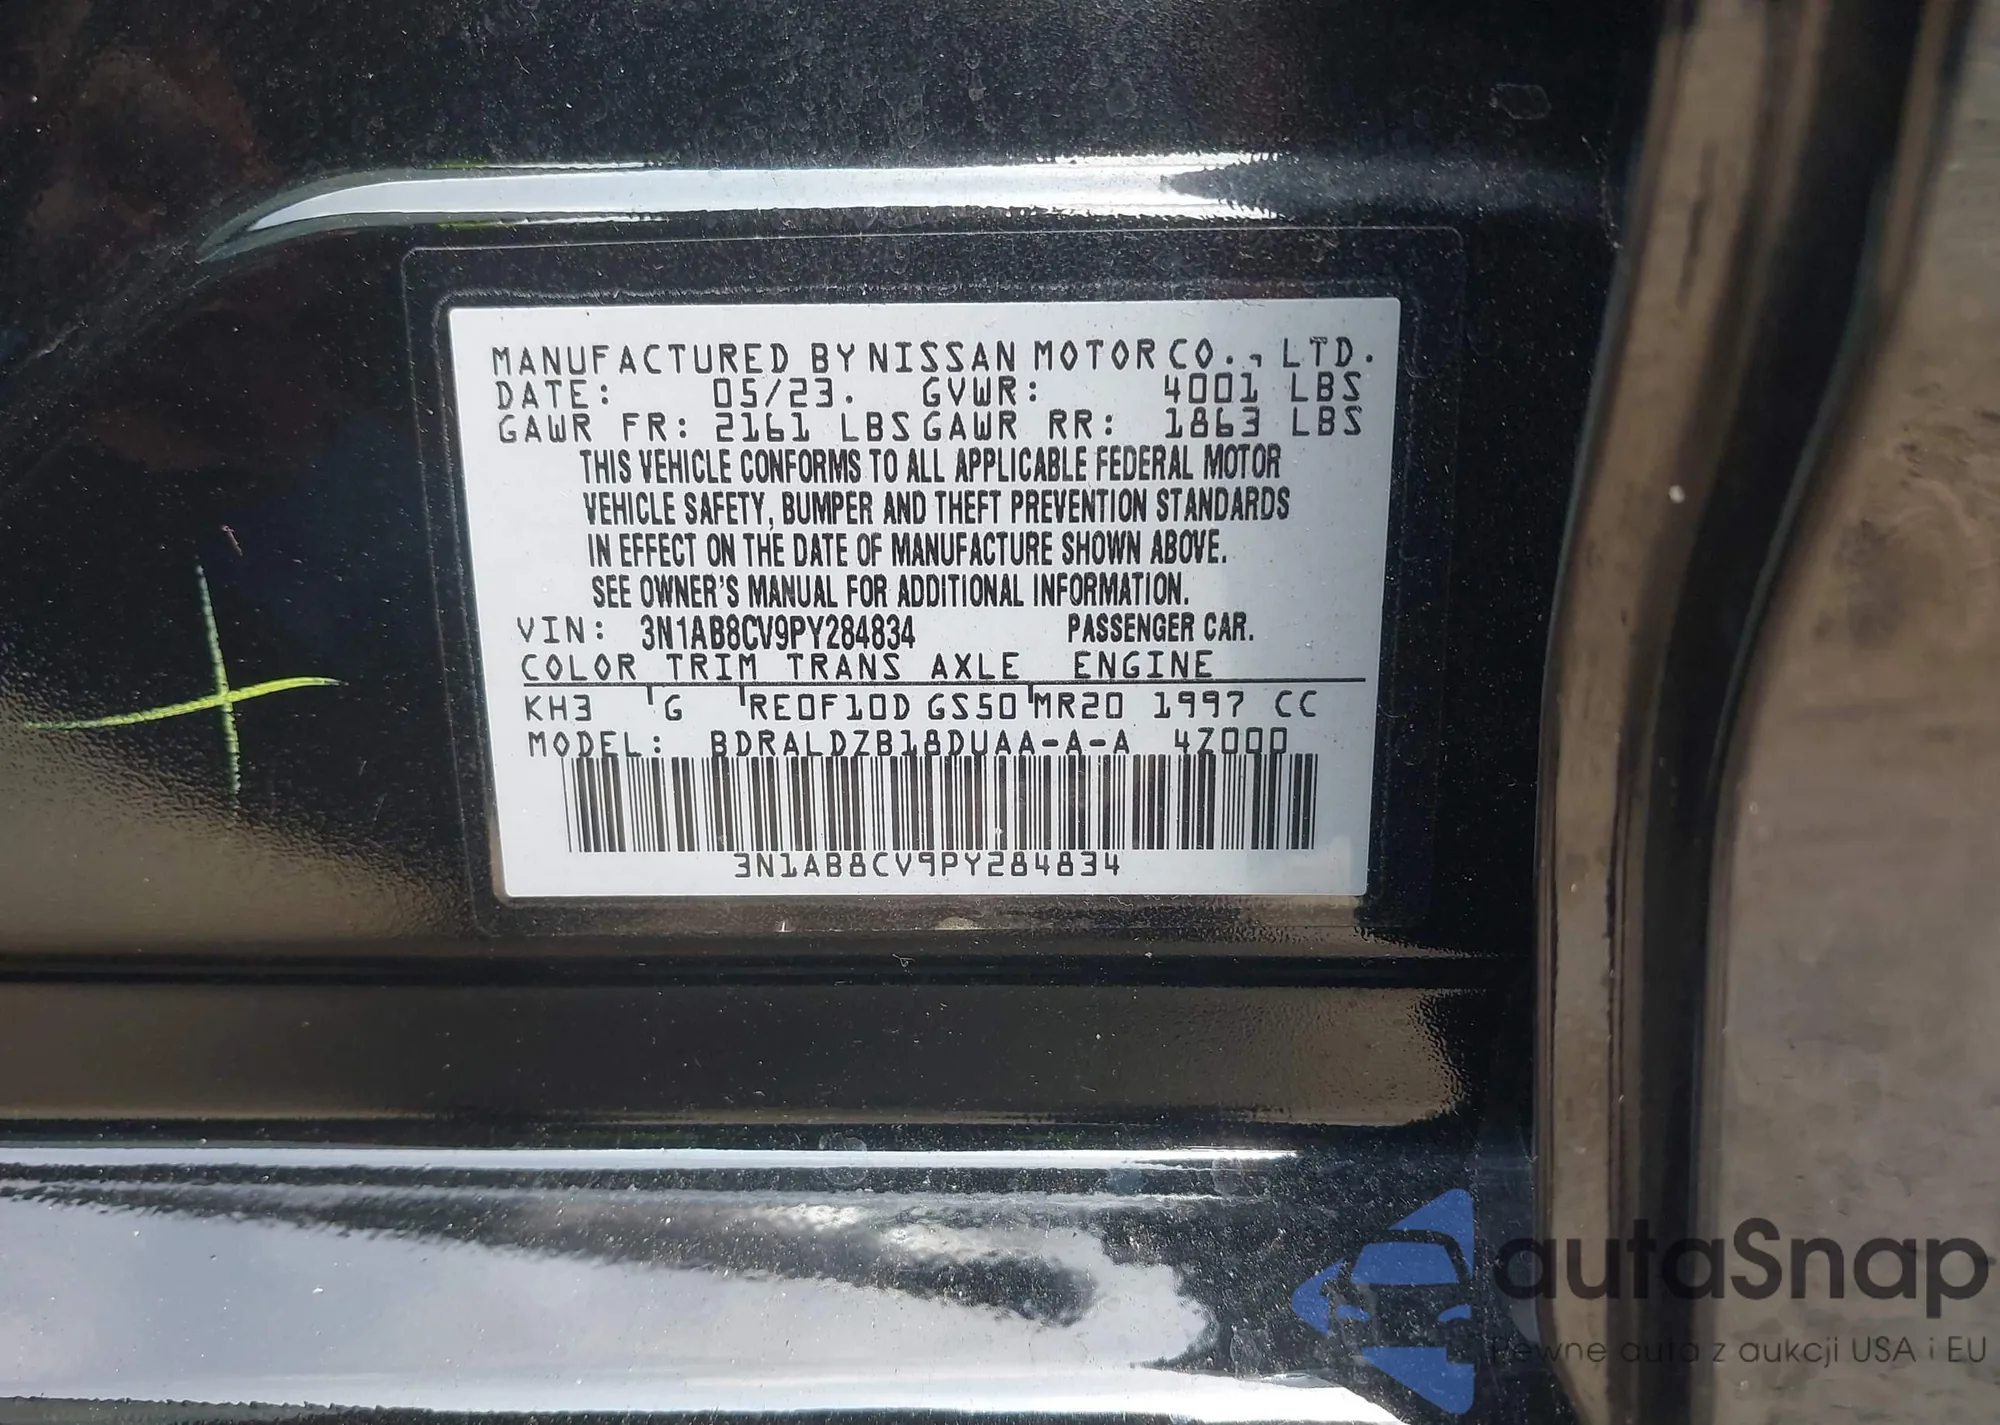 MANUFACTURED BY NISSAN MOTOR CO., LTD.
DATE: 05/23. GVWR: 4001 LBS
GAWR FR: 2161 LBS GAWR RR: 1863 LBS
THIS VEHICLE CONFORMS TO ALL APPLICABLE FEDERAL MOTOR
VEHICLE SAFETY, BUMPER AND THEFT PREVENTION STANDARDS
IN EFFECT ON THE DATE OF MANUFACTURE SHOWN ABOVE.
SEE OWNER'S MANUAL FOR ADDITIONAL INFORMATION.
VIN: 3N1AB8CV9PY284834 PASSENGER CAR.
COLOR TRIM TRANS AXLE ENGINE
KH3 G RE0F10D GS50 MR20 1997 CC
MODEL: BDRALDZB18DUAA-A-A 4Z000
3N1AB8CV9PY284834
autaSnap
Pewne auta z aukcji USA i EU